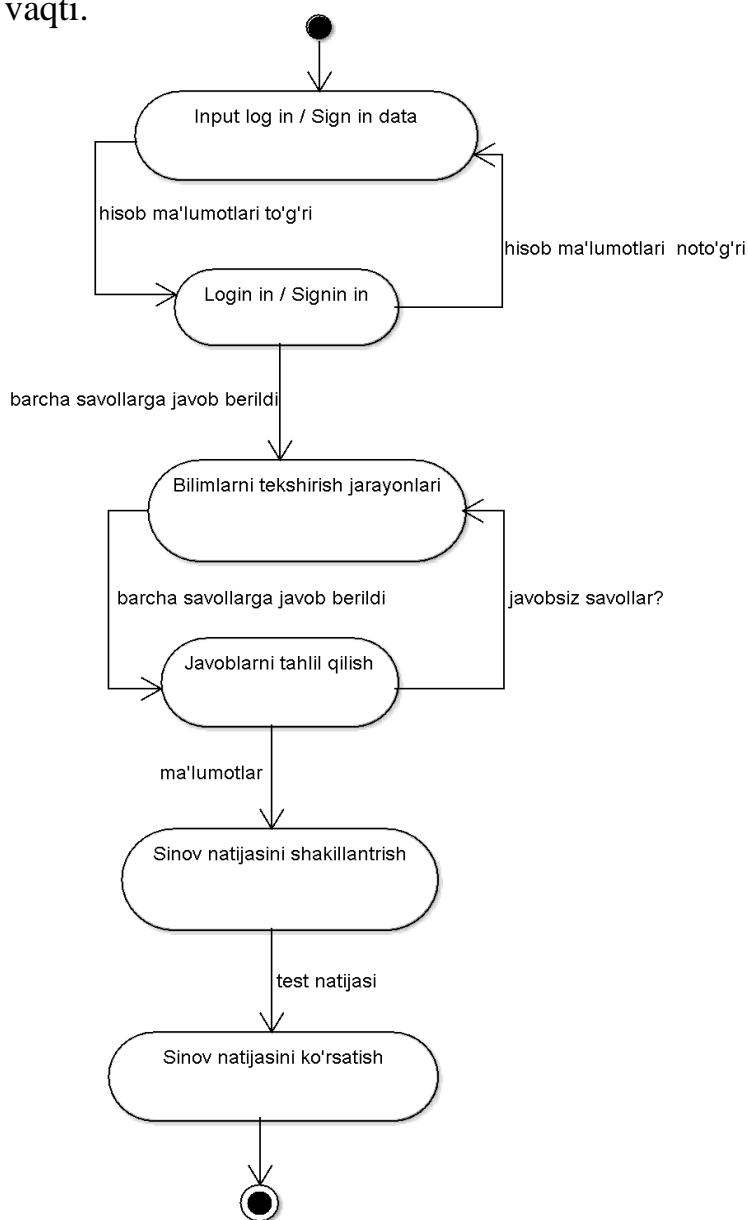 vaqti.
Input log in / Sign in data
hisob ma'lumotlari to'g'ri
hisob ma'lumotlari noto'g'ri
Login in / Signin in
barcha savollarga javob berildi
Bilimlarni tekshirish jarayonlari
barcha savollarga javob berildi
javobsiz savollar?
Javoblarni tahlil qilish
ma'lumotlar
Sinov natijasini shakillantrish
test natijasi
Sinov natijasini ko'rsatish